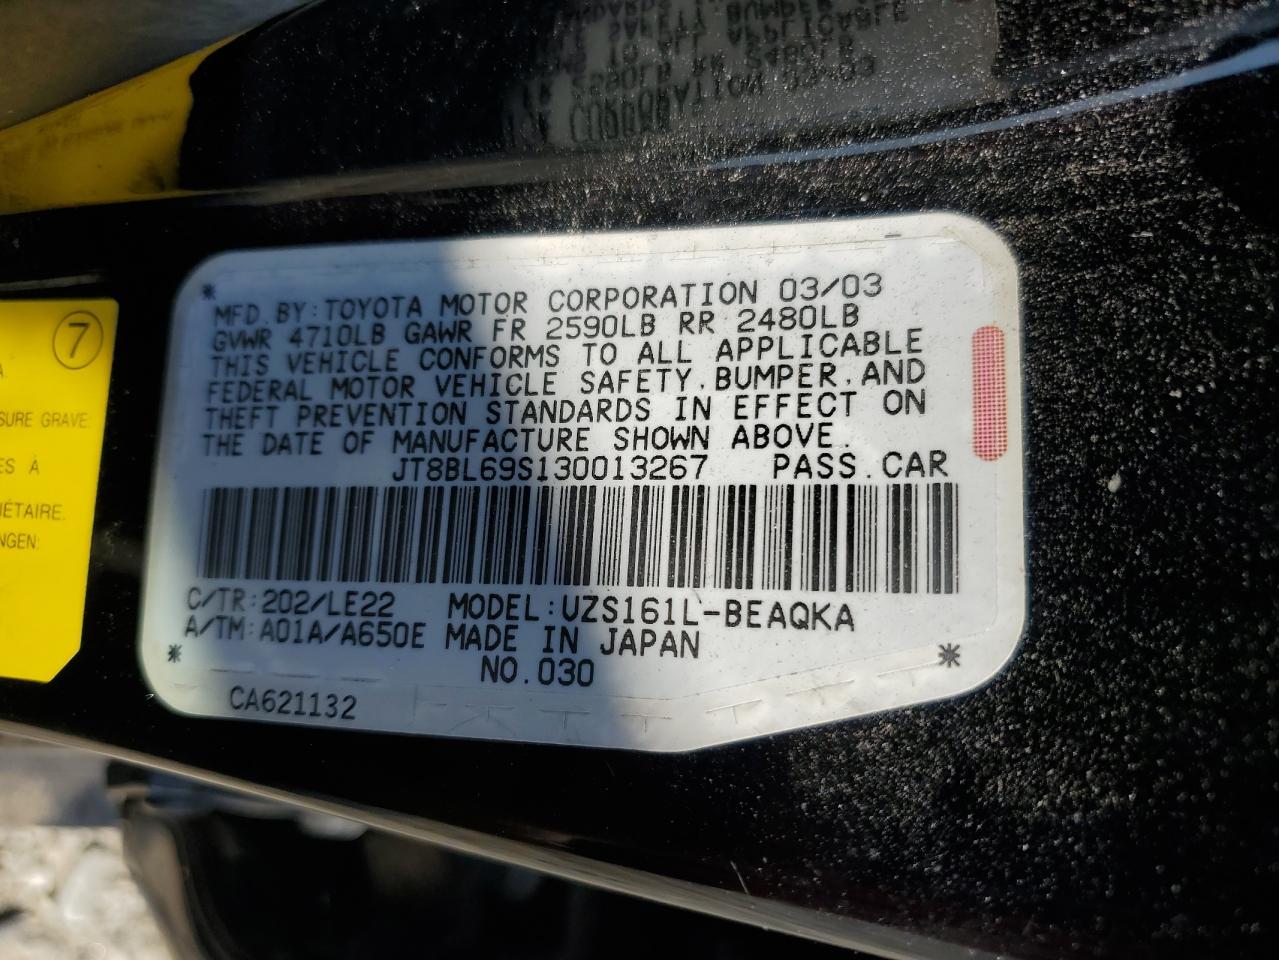 *
MFD.BY:TOYOTA MOTOR CORPORATION 03/03
GVWR 4710LB GAWR FR 2590LB RR 2480LB
THIS VEHICLE CONFORMS TO ALL APPLICABLE
FEDERAL MOTOR VEHICLE SAFETY.BUMPER.AND
THEFT PREVENTION STANDARDS IN EFFECT ON
THE DATE OF MANUFACTURE SHOWN ABOVE.
JT8BL69S130013267 PASS.CAR
C/TR:202/LE22 MODEL:UZS161L-BEAQKA
A/TM:A01A/A650E MADE IN JAPAN
* NO.030 *
CA621132
7
SURE GRAVE:
ES À
IÉTAIRE.
NGEN: